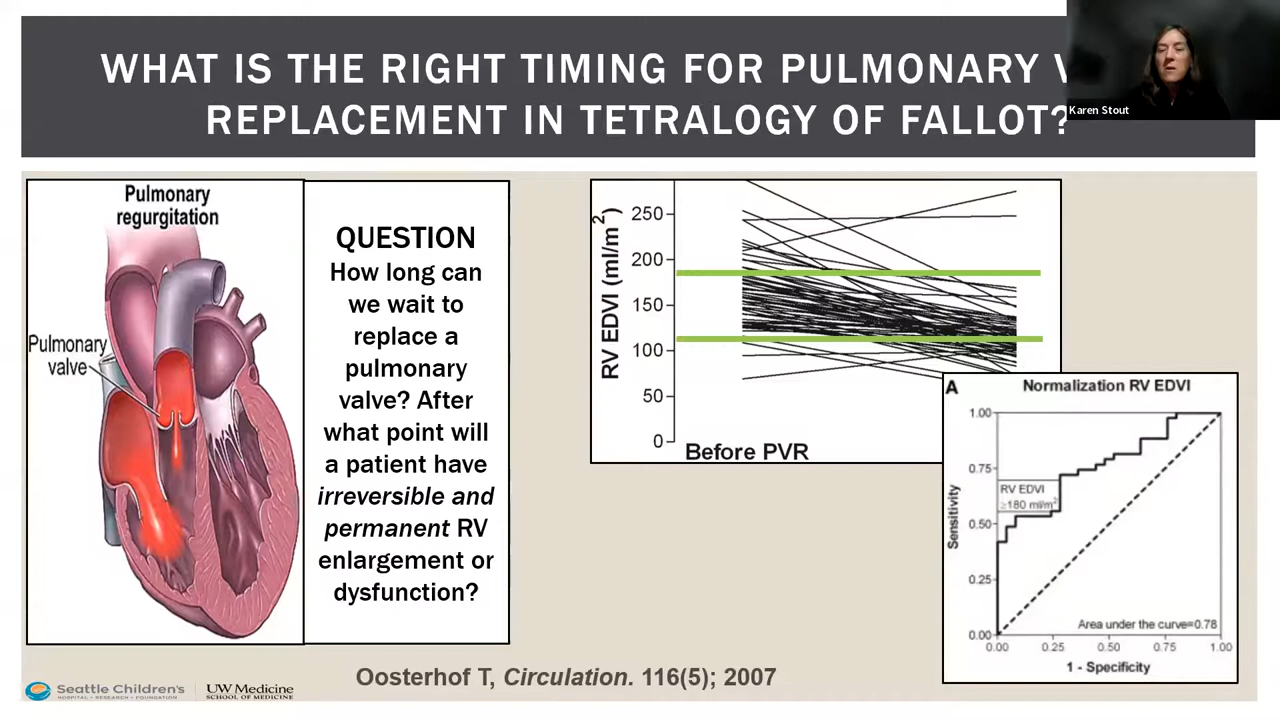 WHAT IS THE RIGHT TIMING FOR PULMONARY V
REPLACEMENT IN TETRALOGY OF FALLOT?
Karen Stout
Pulmonary
regurgitation
Pulmonary
valve
QUESTION
How long can
we wait to
replace a
pulmonary
valve? After
what point will
a patient have
irreversible and
permanent RV
enlargement or
dysfunction?
RV EDVI (ml/m²)
250
200
150
100
50
0
Before PVR
A
Normalization RV EDVI
Sensitivity
1.00
0.75
0.50
0.25
0.00
RV EDVI
≥180 ml/m²
Area under the curve=0.78
0.00 0.25 0.50 0.75 1.00
1 - Specificity
Oosterhof T, Circulation. 116(5); 2007
Seattle Children's
HOSPITAL • RESEARCH • FOUNDATION
UW Medicine
SCHOOL OF MEDICINE